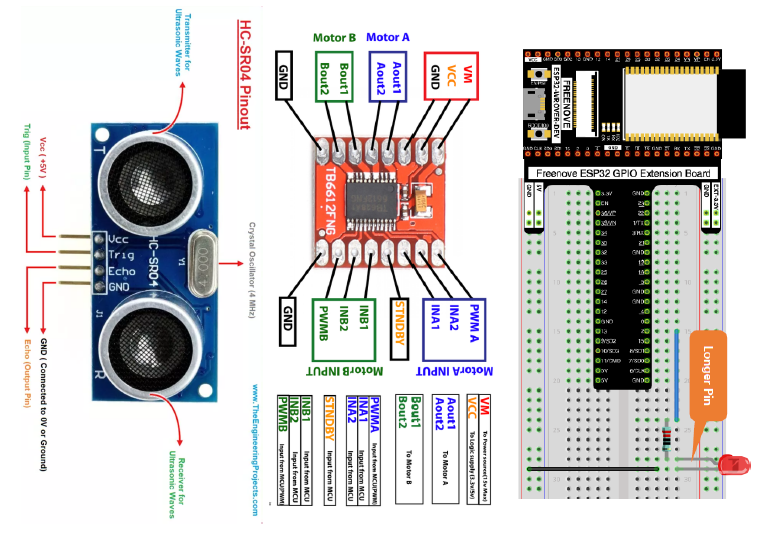 HC-SR04 Pinout
Transmitter for
Ultrasonic Waves
Trig (Input Pin)
Vcc ( +5V )
T
Vcc
Trig
Echo
GND
HC-SR04
Y1
4.000
J1
R
Crystal Oscillator (4 Mhz)
Echo (Output Pin)
GND ( Connected to 0V or Ground)
Receiver for
Ultrasonic Waves
www.TheEngineeringProjects.com
Motor B
Motor A
GND
Bout2
Bout1
Aout2
Aout1
GND
VCC
VM
TB6612FNG
GND
PWMB
INB2
INB1
STNDBY
INA1
INA2
PWM A
Motor B INPUT
Motor A INPUT
VM To Power source(15v Max)
VCC To Logic supply (3.3v/5v)
Aout1
Aout2
To Motor A
Bout1
Bout2
To Motor B
PWMA Input from MCU(PWM)
INA1 Input from MCU
INA2 Input from MCU
STNDBY Input from MCU
INB1 Input from MCU
INB2 Input from MCU
PWMB Input from MCU(PWM)
FREENOVE
ESP32-WROVER-DEV
Freenove ESP32 GPIO Extension Board
GND
5V
GND
EXT 3.3V
Longer Pin